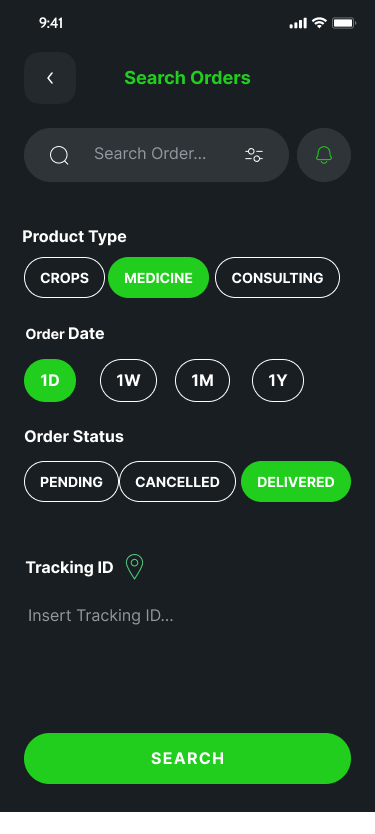 9:41
Search Orders
Search Order...
Product Type
CROPS MEDICINE CONSULTING
Order Date
1D 1W 1M 1Y
Order Status
PENDING CANCELLED DELIVERED
Tracking ID
Insert Tracking ID...
SEARCH